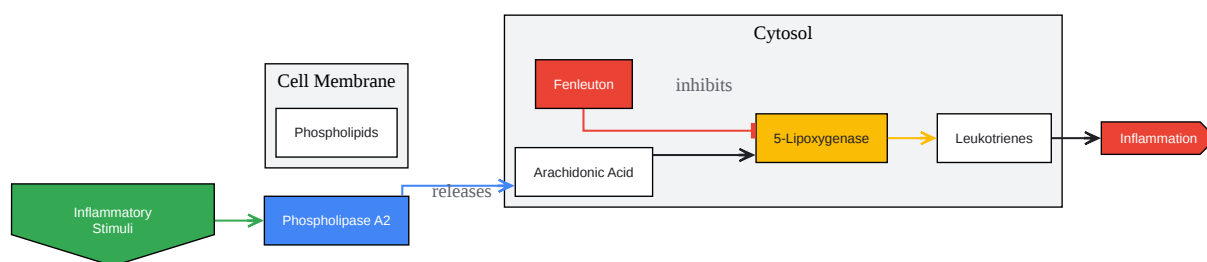 Cytosol
Cell Membrane
Fenleuton
inhibits
Phospholipids
5-Lipoxygenase
Leukotrienes
Inflammation
Arachidonic Acid
releases
Inflammatory
Stimuli
Phospholipase A2